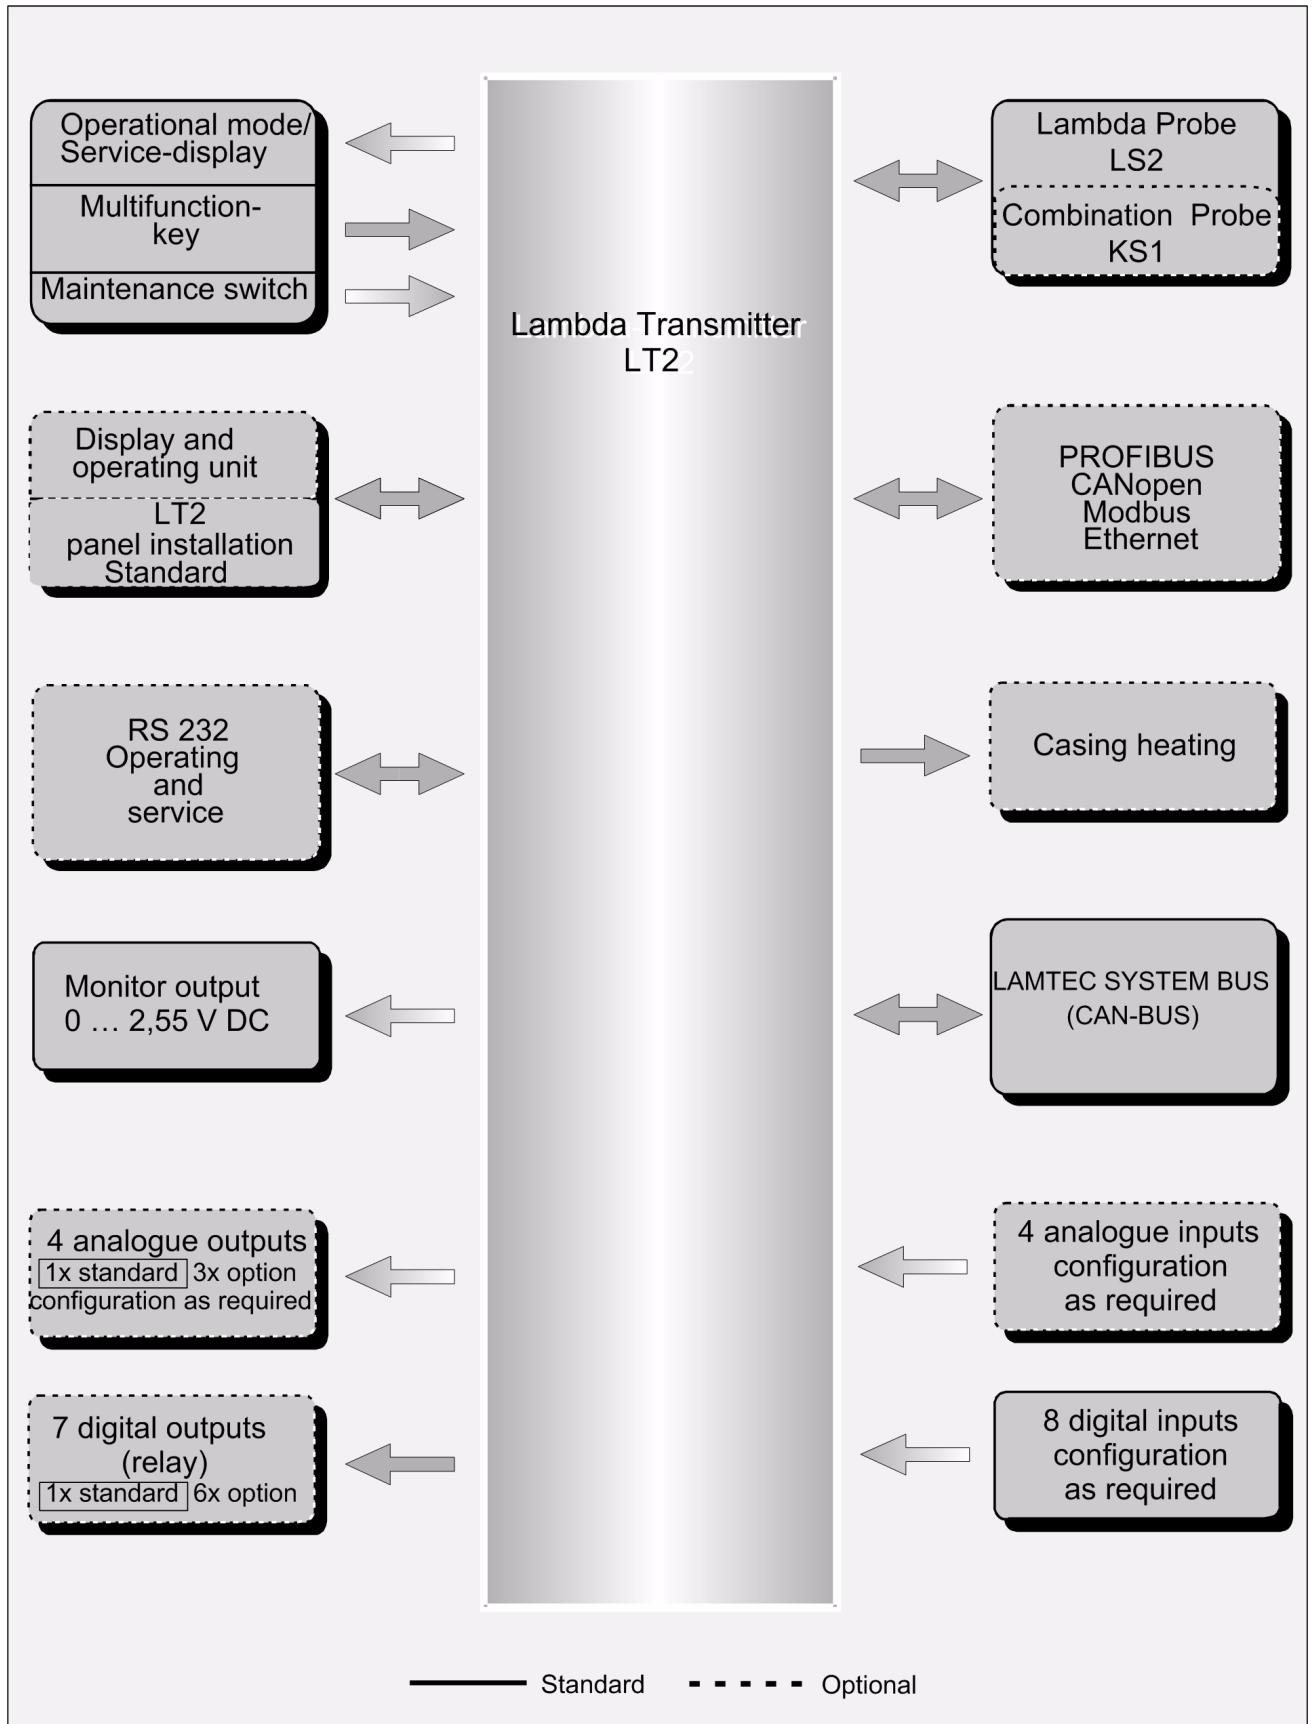 Operational mode/
Service-display
Multifunction-
key
Maintenance switch
Display and
operating unit
LT2
panel installation
Standard
RS 232
Operating
and
service
Monitor output
0 … 2,55 V DC
4 analogue outputs
1x standard 3x option
configuration as required
7 digital outputs
(relay)
1x standard 6x option
Lambda Transmitter
LT2
Lambda Probe
LS2
Combination Probe
KS1
PROFIBUS
CANopen
Modbus
Ethernet
Casing heating
LAMTEC SYSTEM BUS
(CAN-BUS)
4 analogue inputs
configuration
as required
8 digital inputs
configuration
as required
Standard
Optional